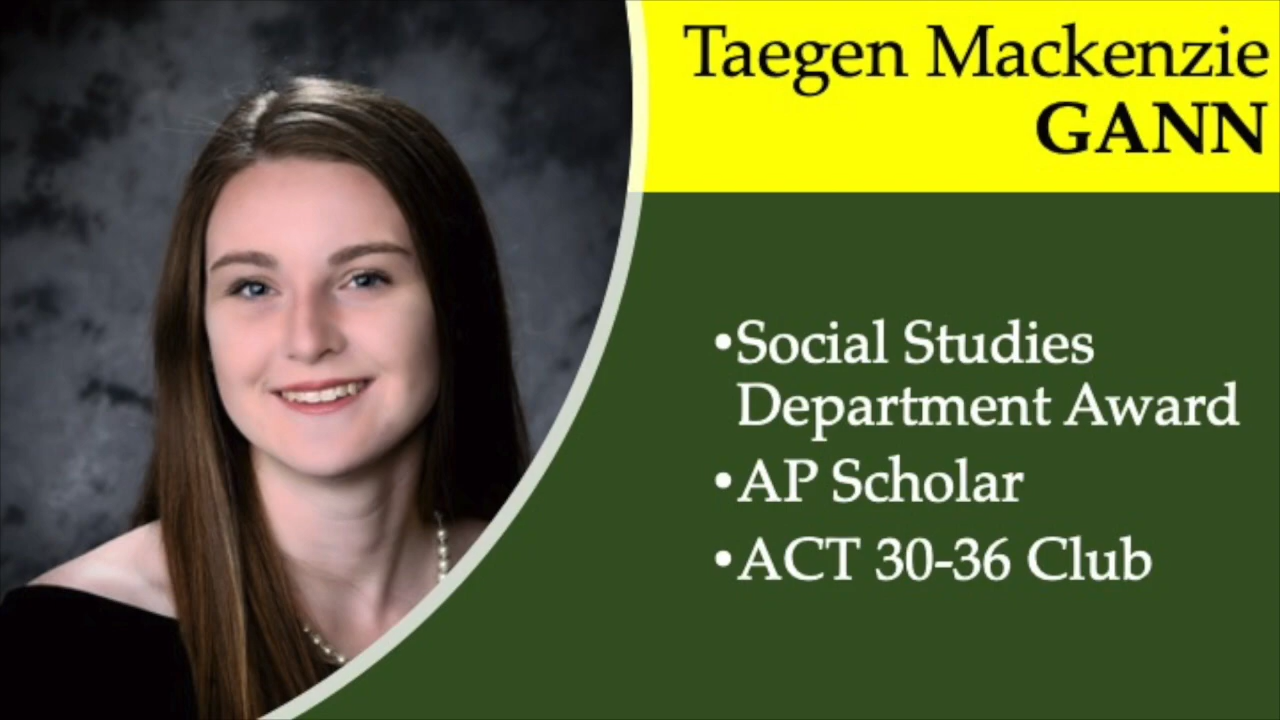 Taegen Mackenzie
GANN
•Social Studies
Department Award
•AP Scholar
•ACT 30-36 Club